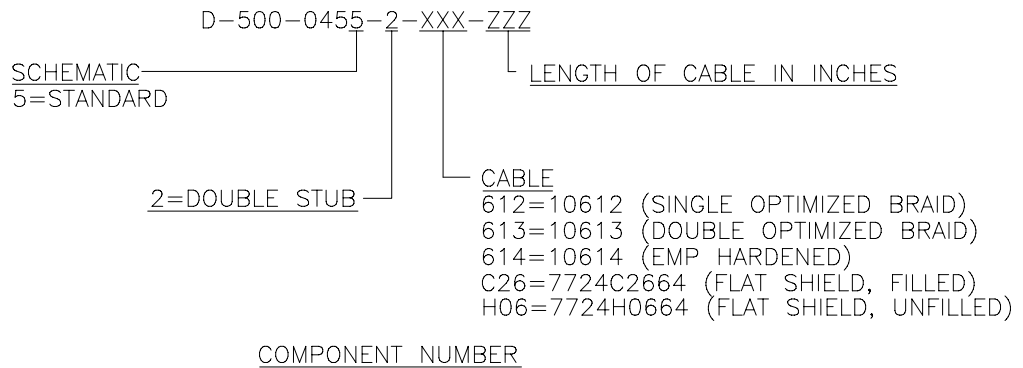 D-500-0455-2-XXX-ZZZ
SCHEMATIC
5=STANDARD
LENGTH OF CABLE IN INCHES
2=DOUBLE STUB
CABLE
612=10612 (SINGLE OPTIMIZED BRAID)
613=10613 (DOUBLE OPTIMIZED BRAID)
614=10614 (EMP HARDENED)
C26=7724C2664 (FLAT SHIELD, FILLED)
H06=7724H0664 (FLAT SHIELD, UNFILLED)
COMPONENT NUMBER